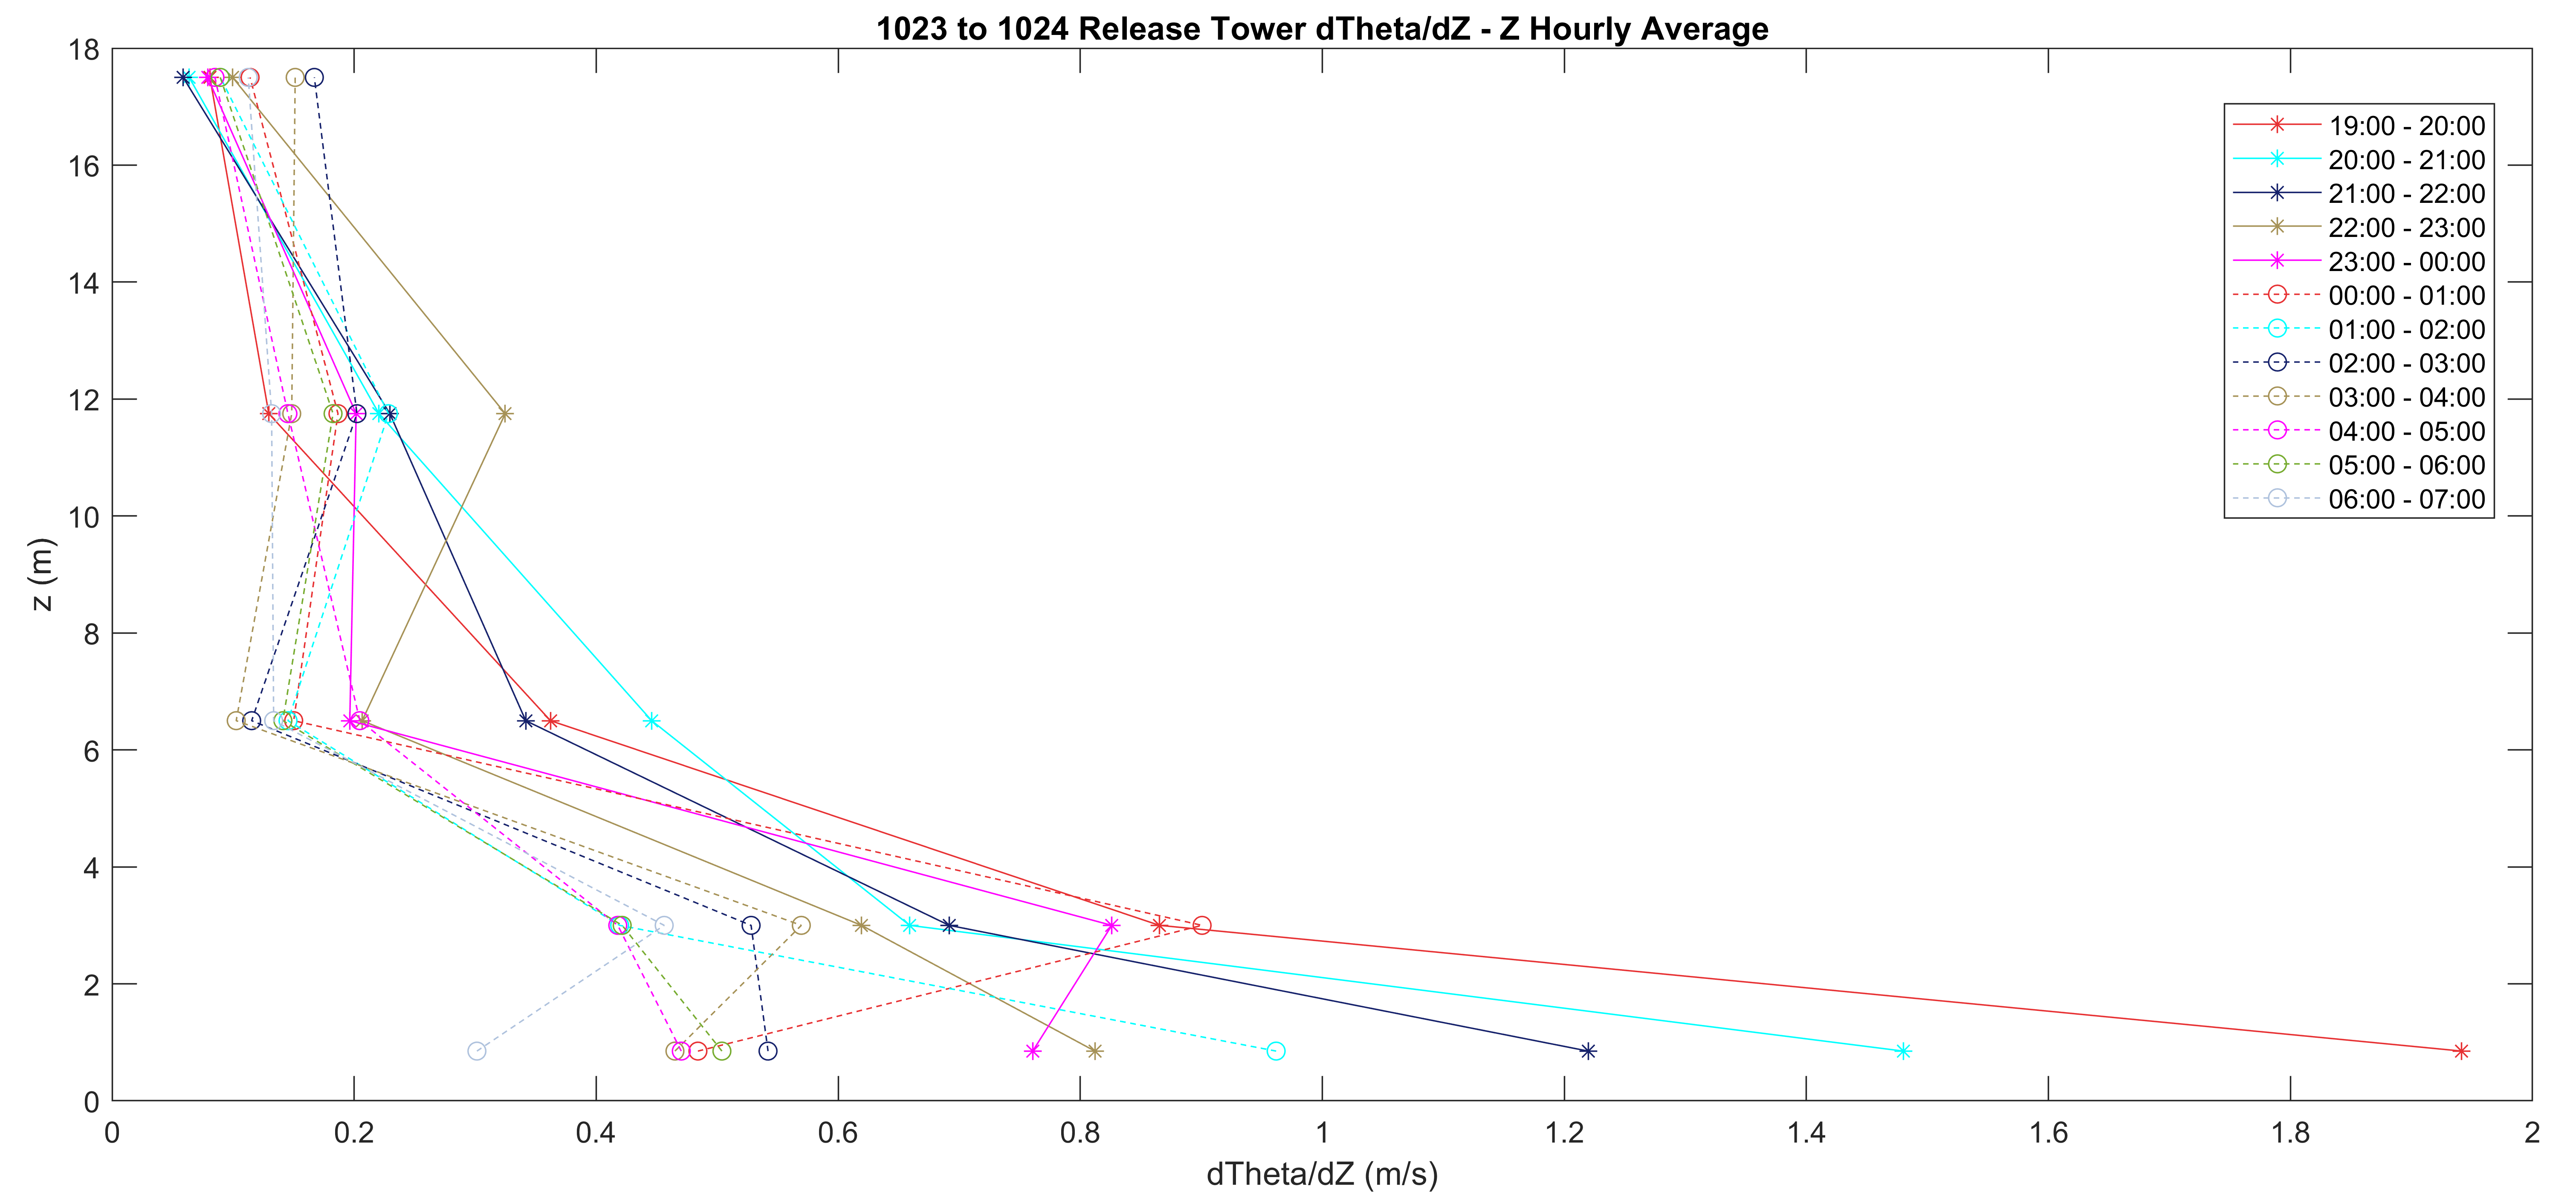 1023 to 1024 Release Tower dTheta/dZ - Z Hourly Average
18
16
14
12
10
8
6
4
2
0
z (m)
19:00 - 20:00
20:00 - 21:00
21:00 - 22:00
22:00 - 23:00
23:00 - 00:00
00:00 - 01:00
01:00 - 02:00
02:00 - 03:00
03:00 - 04:00
04:00 - 05:00
05:00 - 06:00
06:00 - 07:00
0 0.2 0.4 0.6 0.8 1 1.2 1.4 1.6 1.8 2
dTheta/dZ (m/s)